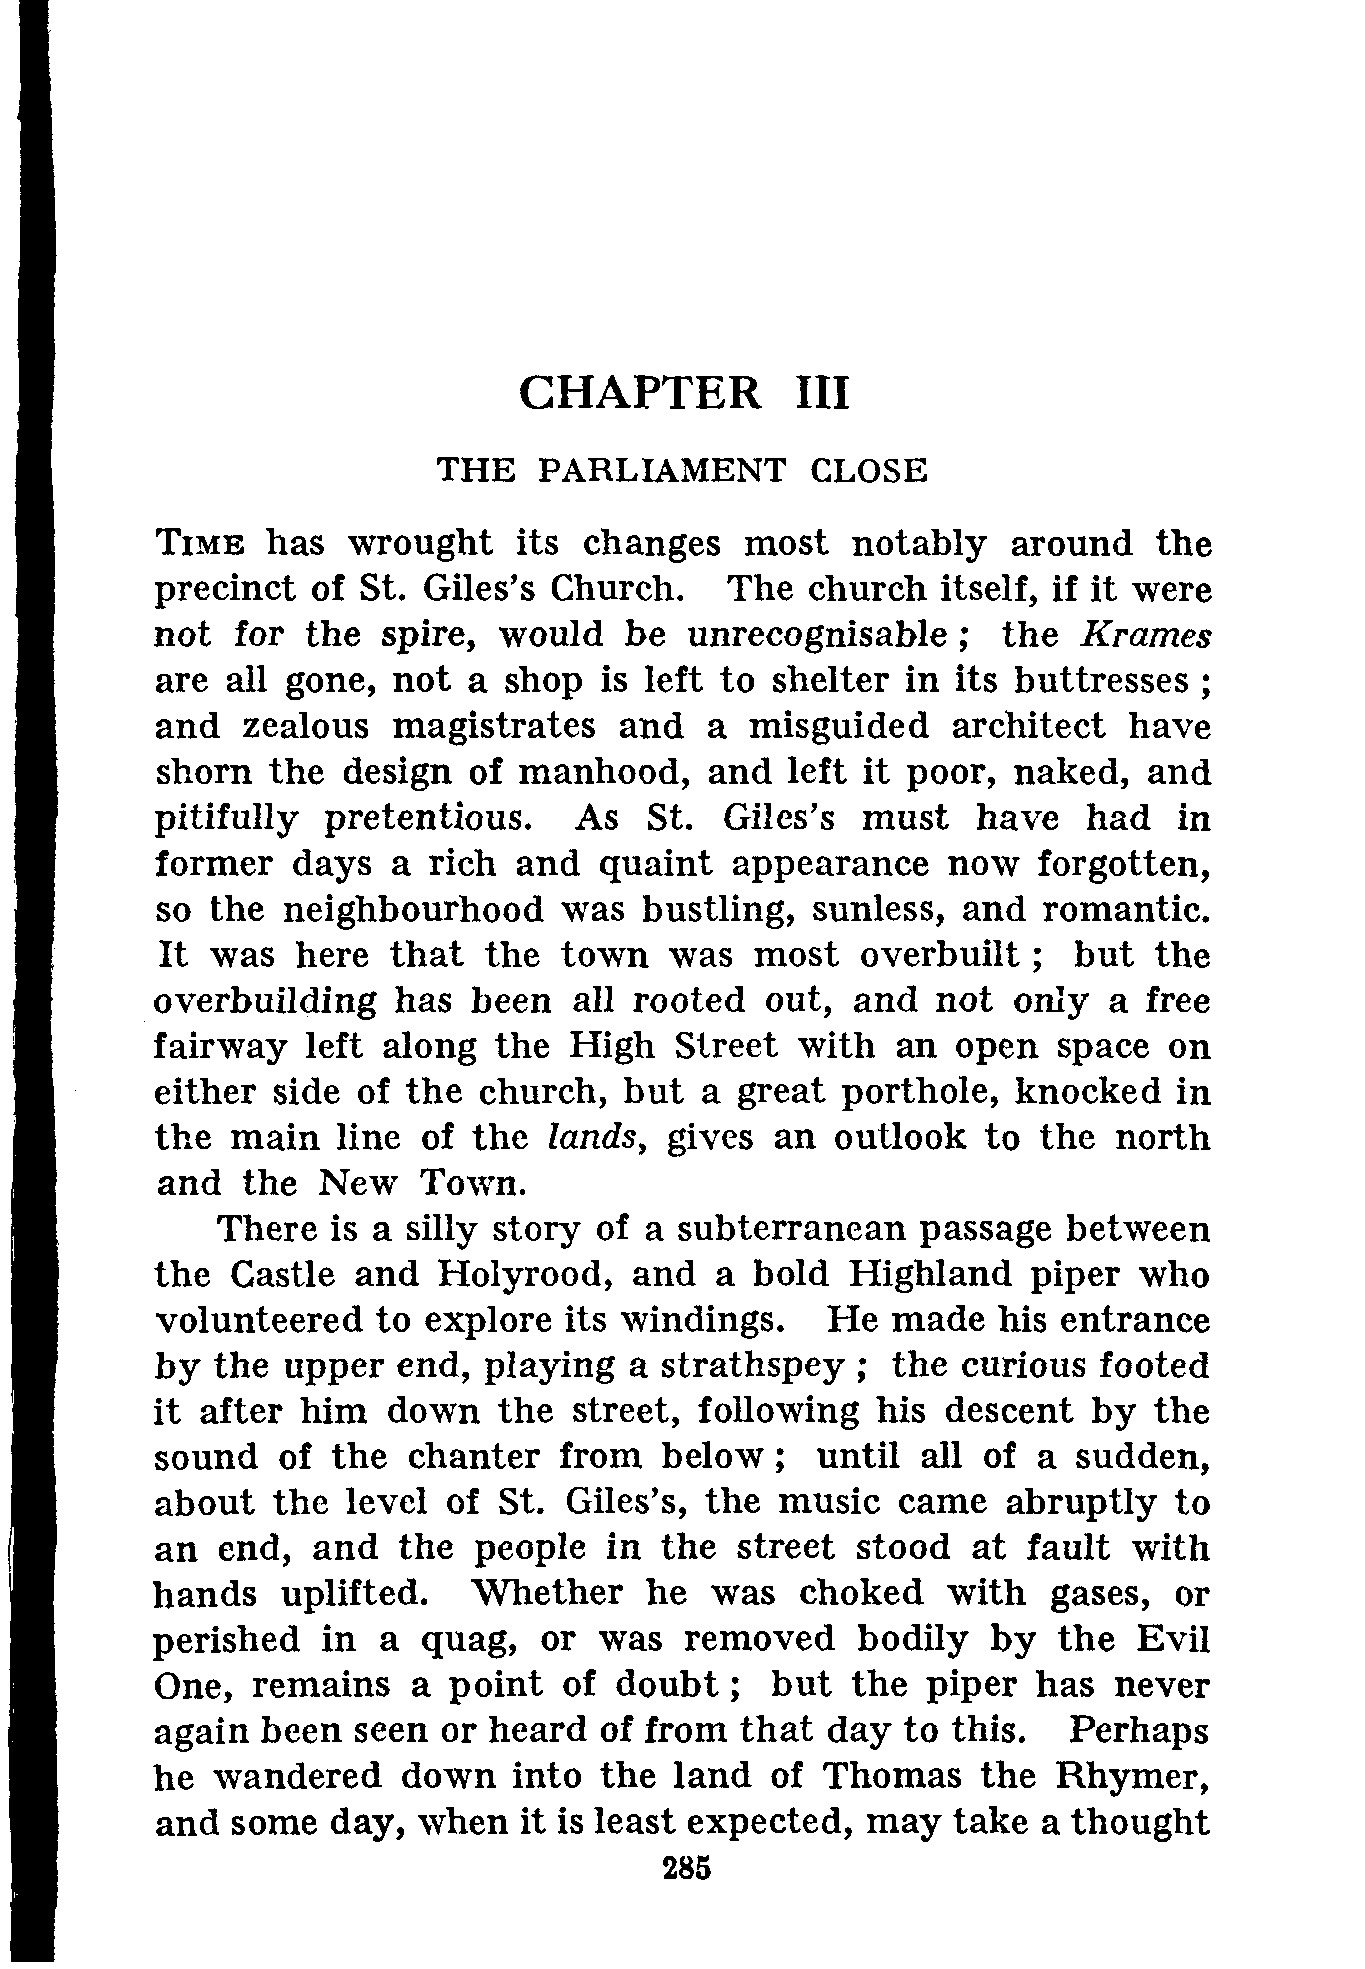 CHAPTER III
THE PARLIAMENT CLOSE
TIME has wrought its changes most notably around the
precinct of St. Giles's Church. The church itself, if it were
not for the spire, would be unrecognisable ; the Krames
are all gone, not a shop is left to shelter in its buttresses ;
and zealous magistrates and a misguided architect have
shorn the design of manhood, and left it poor, naked, and
pitifully pretentious. As St. Giles's must have had in
former days a rich and quaint appearance now forgotten,
so the neighbourhood was bustling, sunless, and romantic.
It was here that the town was most overbuilt ; but the
overbuilding has been all rooted out, and not only a free
fairway left along the High Street with an open space on
either side of the church, but a great porthole, knocked in
the main line of the lands, gives an outlook to the north
and the New Town.
There is a silly story of a subterranean passage between
the Castle and Holyrood, and a bold Highland piper who
volunteered to explore its windings. He made his entrance
by the upper end, playing a strathspey ; the curious footed
it after him down the street, following his descent by the
sound of the chanter from below ; until all of a sudden,
about the level of St. Giles's, the music came abruptly to
an end, and the people in the street stood at fault with
hands uplifted. Whether he was choked with gases, or
perished in a quag, or was removed bodily by the Evil
One, remains a point of doubt ; but the piper has never
again been seen or heard of from that day to this. Perhaps
he wandered down into the land of Thomas the Rhymer,
and some day, when it is least expected, may take a thought
285